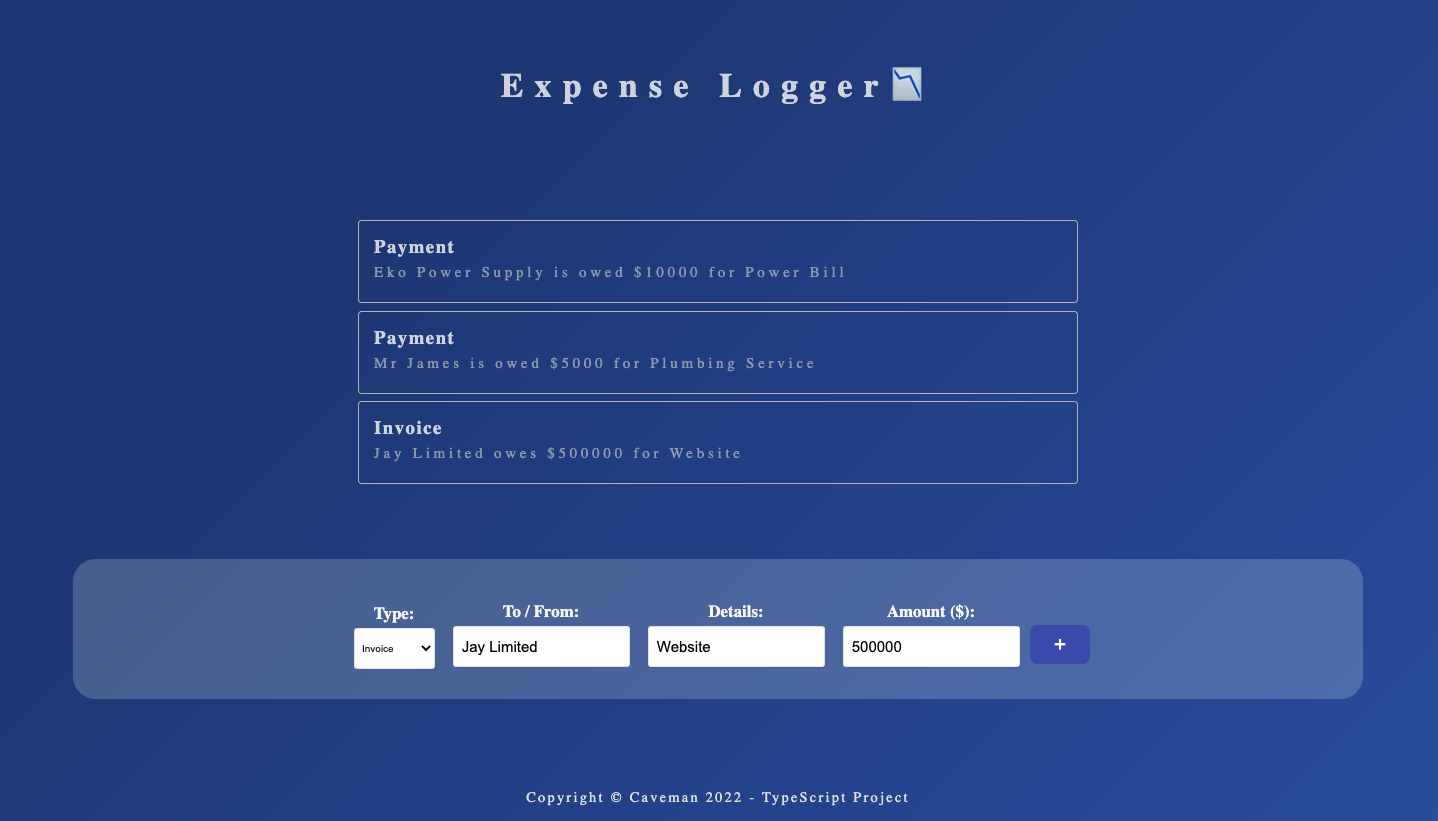 Expense Logger
Payment
Eko Power Supply is owed $10000 for Power Bill
Payment
Mr James is owed $5000 for Plumbing Service
Invoice
Jay Limited owes $500000 for Website
Type: To / From: Details: Amount ($):
Invoice Jay Limited Website 500000 +
Copyright © Caveman 2022 - TypeScript Project